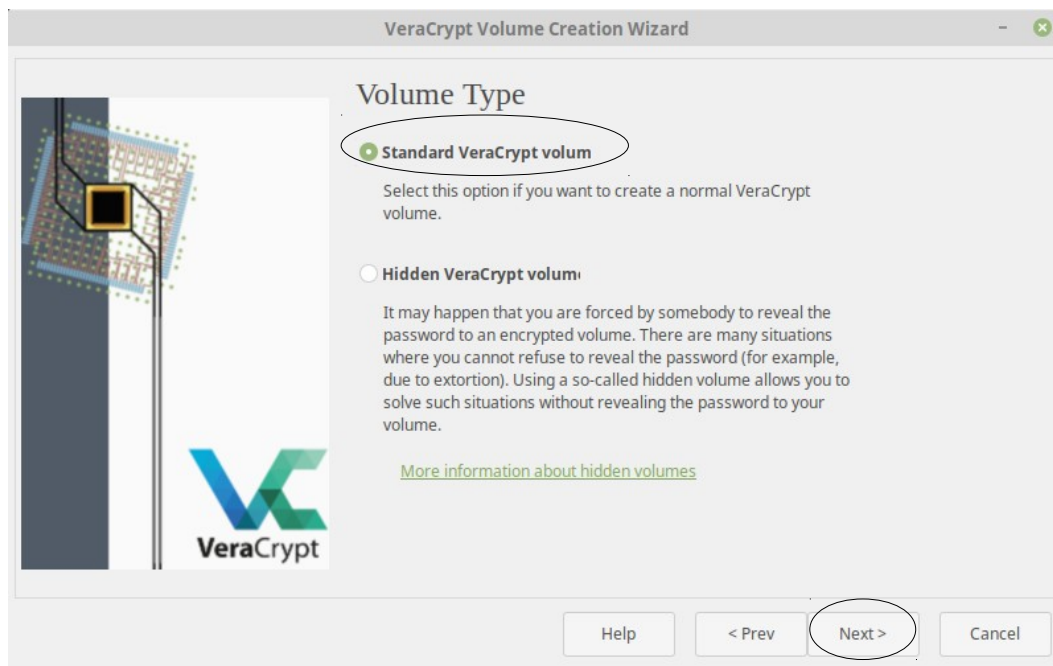 VeraCrypt Volume Creation Wizard
Volume Type
Standard VeraCrypt volum
Select this option if you want to create a normal VeraCrypt
volume.
Hidden VeraCrypt volum
It may happen that you are forced by somebody to reveal the
password to an encrypted volume. There are many situations
where you cannot refuse to reveal the password (for example,
due to extortion). Using a so-called hidden volume allows you to
solve such situations without revealing the password to your
volume.
More information about hidden volumes
VeraCrypt
Help
< Prev
Next >
Cancel